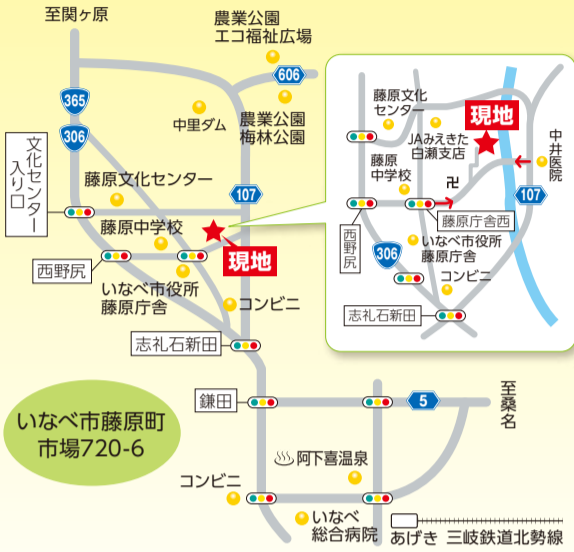 至関ヶ原
農業公園
エコ福祉広場
606
365
306
中里ダム
農業公園
梅林公園
文化センター
入り口
藤原文化センター
107
藤原中学校
現地
西野尻
いなべ市役所
藤原庁舎
コンビニ
志礼石新田
藤原文化
センター
現地
JAみえきた
白瀬支店
中井医院
藤原
中学校
卍
107
西野尻
藤原庁舎西
306
いなべ市役所
藤原庁舎
コンビニ
志礼石新田
鎌田
5
至桑名
いなべ市藤原町
市場720-6
♨阿下喜温泉
コンビニ
いなべ
総合病院
あげき 三岐鉄道北勢線